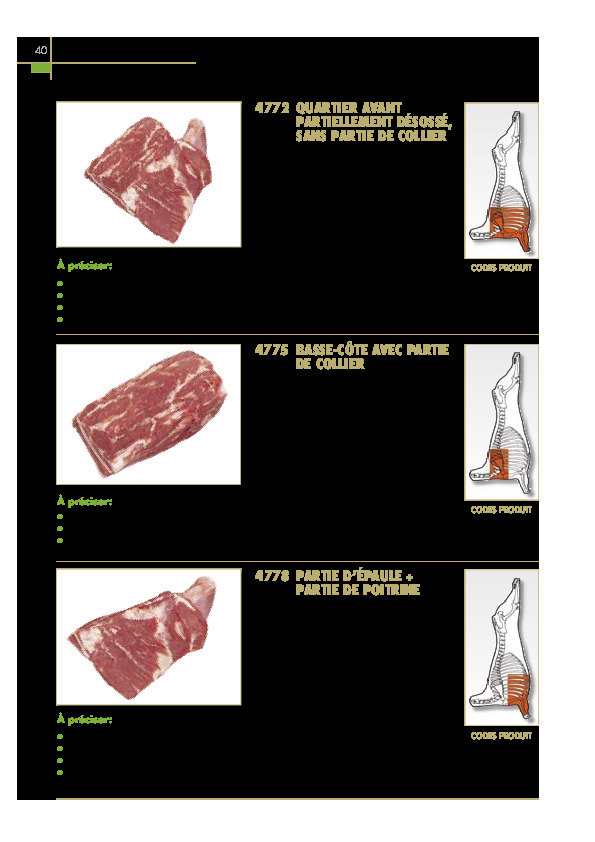 40
4772 QUARTIER AVANT
PARTIELLEMENT DÉSOSSÉ,
SANS PARTIE DE COLLIER
À préciser:
CODES PRODUIT
4775 BASSE-CÔTE AVEC PARTIE
DE COLLIER
À préciser:
CODES PRODUIT
4778 PARTIE D'ÉPAULE +
PARTIE DE POITRINE
À préciser:
CODES PRODUIT